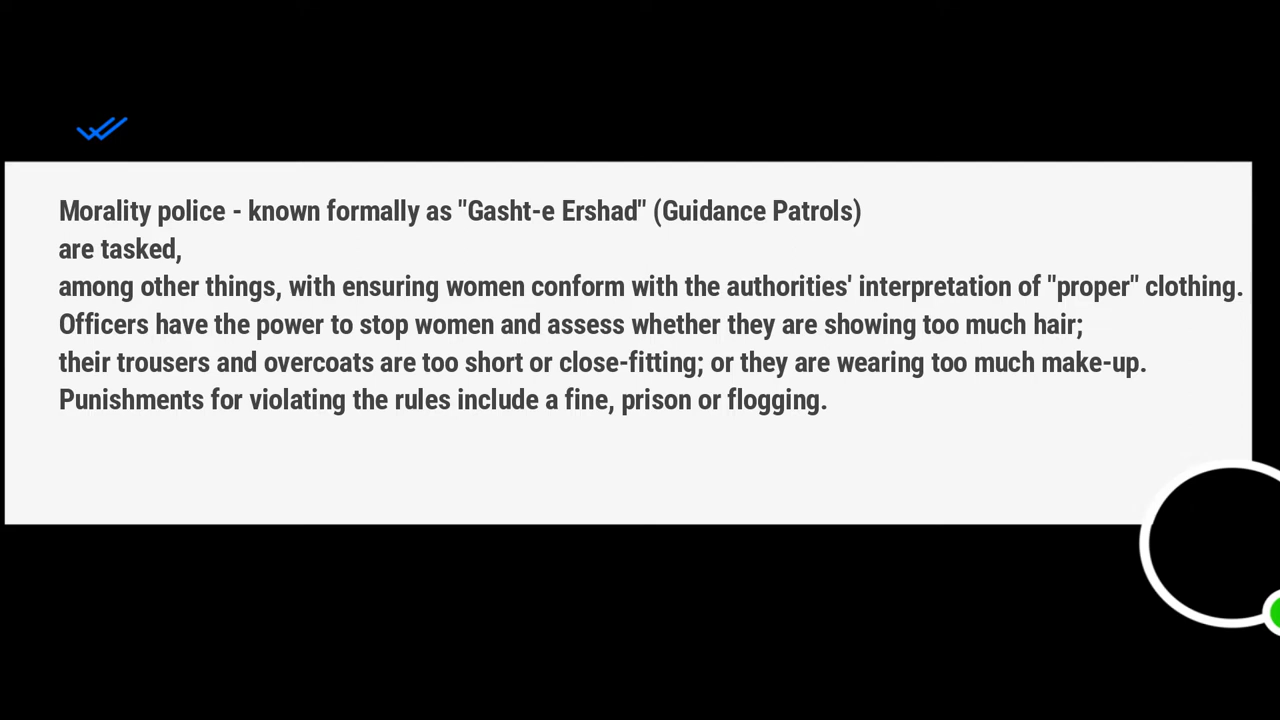 Morality police - known formally as "Gasht-e Ershad" (Guidance Patrols)
are tasked,
among other things, with ensuring women conform with the authorities' interpretation of "proper" clothing.
Officers have the power to stop women and assess whether they are showing too much hair;
their trousers and overcoats are too short or close-fitting; or they are wearing too much make-up.
Punishments for violating the rules include a fine, prison or flogging.